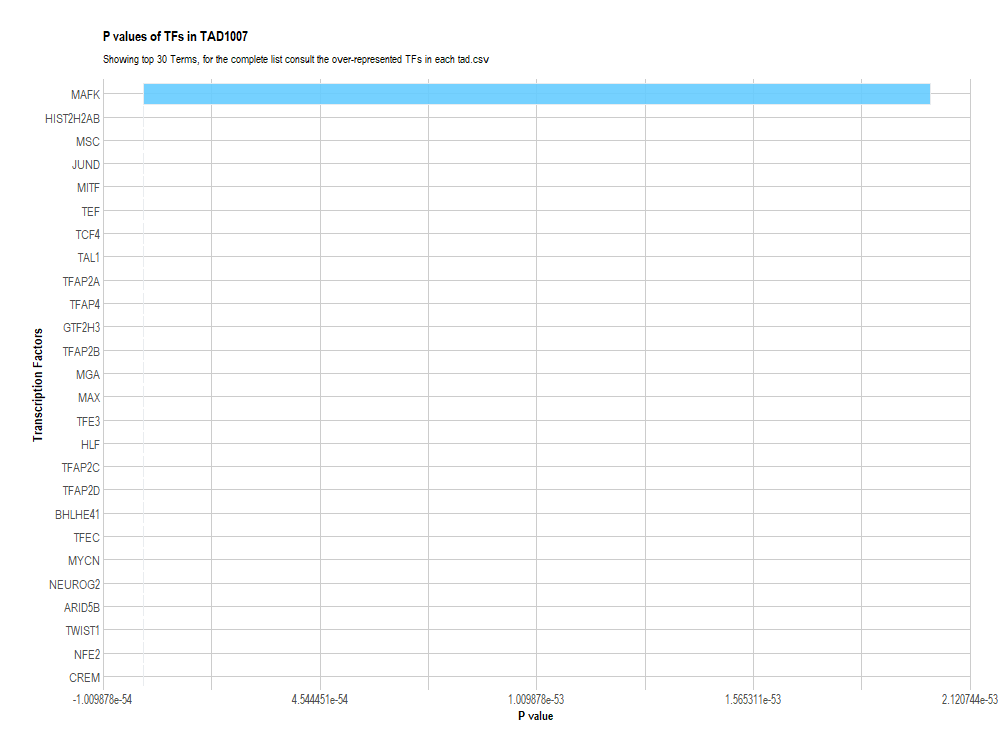 P values of TFs in TAD1007
Showing top 30 Terms, for the complete list consult the over-represented TFs in each tad.csv
Transcription Factors
MAFK
HIST2H2AB
MSC
JUND
MITF
TEF
TCF4
TAL1
TFAP2A
TFAP4
GTF2H3
TFAP2B
MGA
MAX
TFE3
HLF
TFAP2C
TFAP2D
BHLHE41
TFEC
MYCN
NEUROG2
ARID5B
TWIST1
NFE2
CREM
-1.009878e-54 4.544451e-54 1.009878e-53 1.565311e-53 2.120744e-53
P value